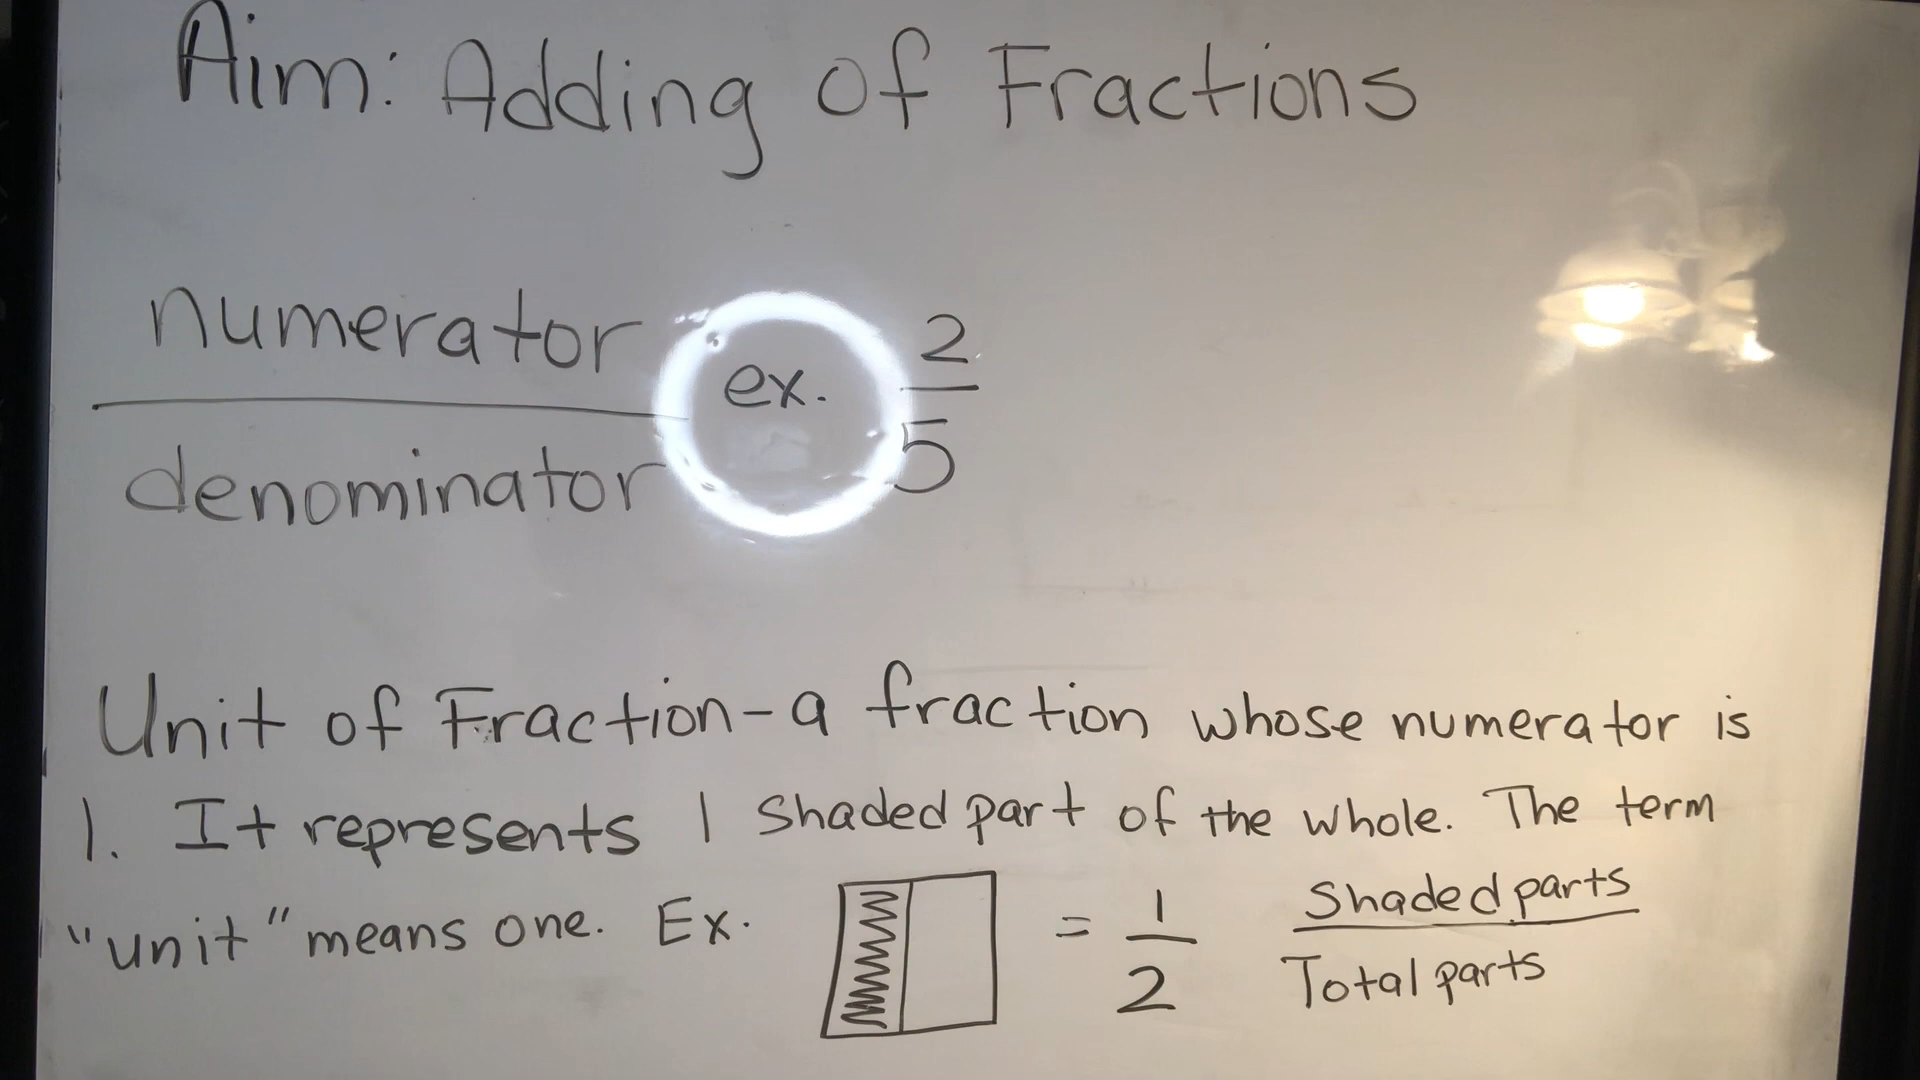 Aim: Adding of Fractions
numerator
denominator
ex.
2
5
Unit of Fraction - a fraction whose numerator is
1. It represents 1 shaded part of the whole. The term
"unit" means one. Ex.
= 1
2
Shaded parts
Total parts